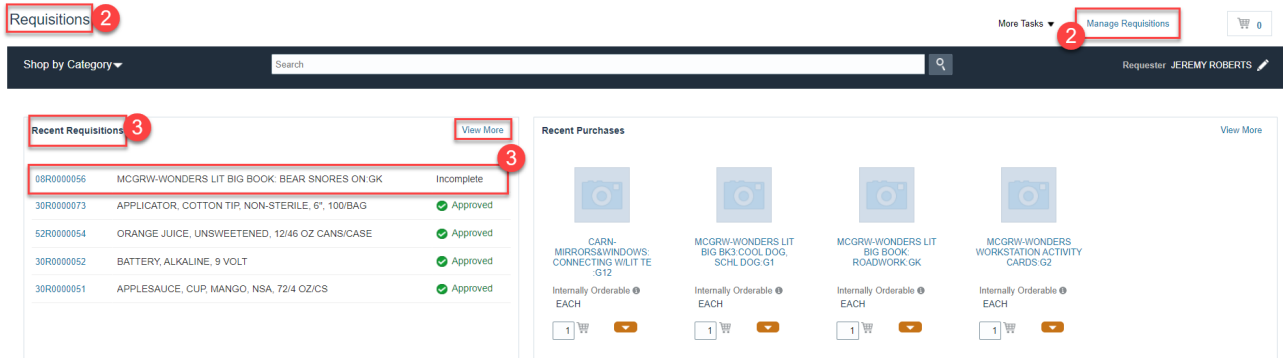 Requisitions 2
More Tasks ▼ 2 Manage Requisitions 0
Shop by Category Search Requester JEREMY ROBERTS
Recent Requisitions 3 View More
3
08R0000056 MCGRW-WONDERS LIT BIG BOOK: BEAR SNORES ON:GK Incomplete
30R0000073 APPLICATOR, COTTON TIP, NON-STERILE, 6", 100/BAG Approved
52R0000054 ORANGE JUICE, UNSWEETENED, 12/46 OZ CANS/CASE Approved
30R0000052 BATTERY, ALKALINE, 9 VOLT Approved
30R0000051 APPLESAUCE, CUP, MANGO, NSA, 72/4 OZ/CS Approved
Recent Purchases View More
CARN-
MIRRORS&WINDOWS:
CONNECTING W/LIT TE
:G12
Internally Orderable
EACH
1
MCGRW-WONDERS LIT
BIG BK3:COOL DOG,
SCHL DOG:G1
Internally Orderable
EACH
1
MCGRW-WONDERS LIT
BIG BOOK:
ROADWORK:GK
Internally Orderable
EACH
1
MCGRW-WONDERS
WORKSTATION ACTIVITY
CARDS:G2
Internally Orderable
EACH
1